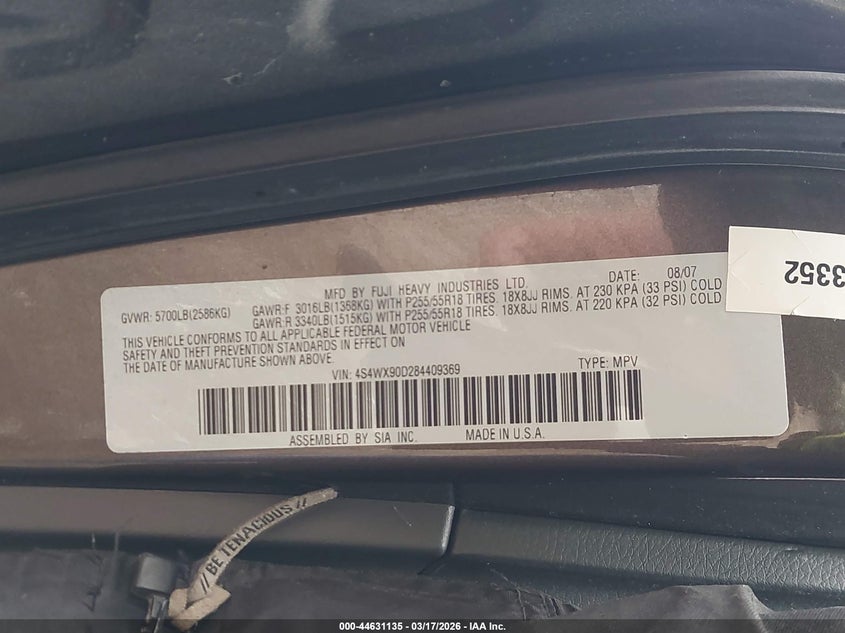 MFD BY FUJI HEAVY INDUSTRIES LTD. DATE: 08/07
GVWR: 5700LB(2586KG) GAWR:F 3016LB(1368KG) WITH P255/65R18 TIRES. 18X8JJ RIMS. AT 230 KPA (33 PSI) COLD
GAWR:R 3340LB(1515KG) WITH P255/65R18 TIRES. 18X8JJ RIMS. AT 220 KPA (32 PSI) COLD
THIS VEHICLE CONFORMS TO ALL APPLICABLE FEDERAL MOTOR VEHICLE
SAFETY AND THEFT PREVENTION STANDARDS IN EFFECT ON
THE DATE OF MANUFACTURE SHOWN ABOVE.
VIN: 4S4WX90D284409369 TYPE: MPV
ASSEMBLED BY SIA INC. MADE IN U.S.A.
3352
//BE TENACIOUS//
000-44631135 - 03/17/2026 - IAA Inc.